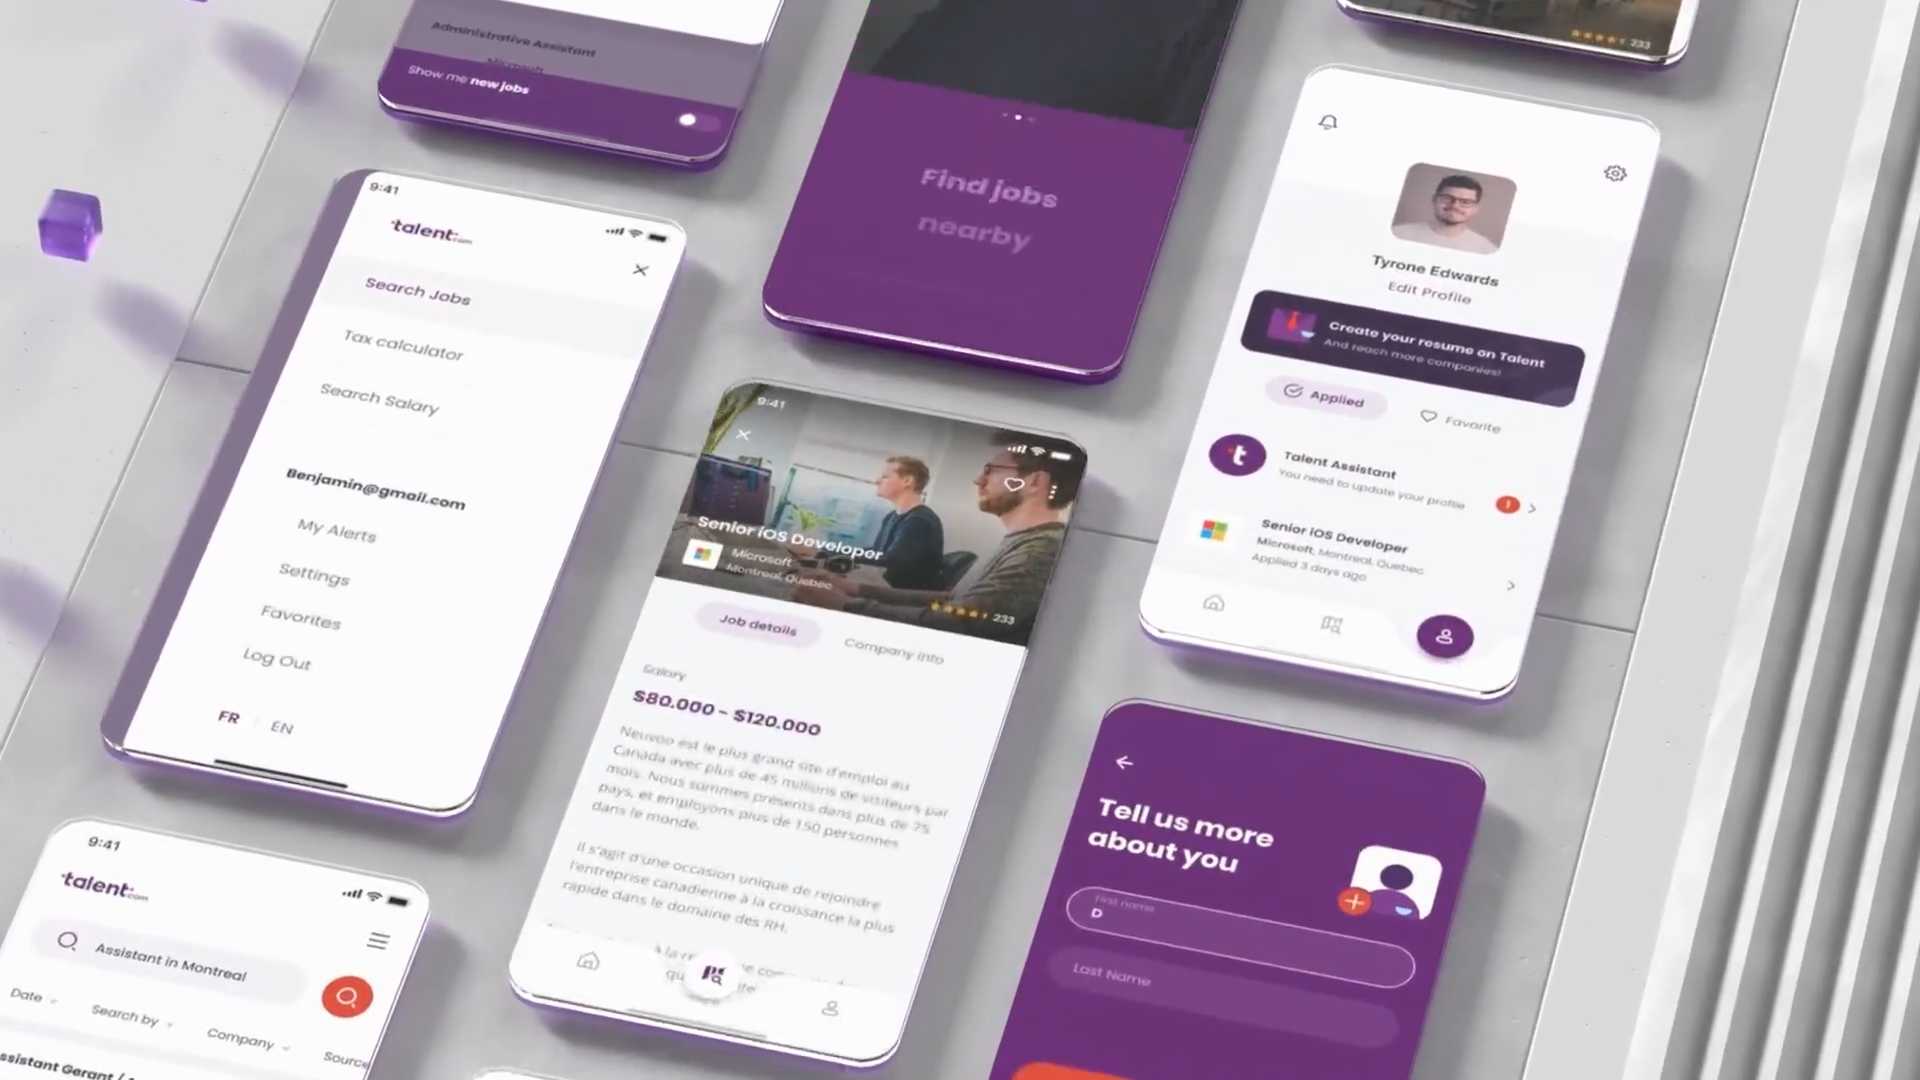 Administrative Assistant
Microsoft
Show me new jobs
Find jobs
nearby
233
9:41
talent.com
Search Jobs
Tax calculator
Search Salary
Benjamin@gmail.com
My Alerts
Settings
Favorites
Log Out
FR
EN
9:41
Senior iOS Developer
Microsoft
Montreal, Quebec
233
Job details
Company info
Salary
$80.000 - $120.000
Neuvoo est le plus grand site d'emploi au
Canada avec plus de 45 millions de visiteurs par
mois. Nous sommes présents dans plus de 75
pays, et employons plus de 150 personnes
dans le monde.
Il s'agit d'une occasion unique de rejoindre
l'entreprise canadienne à la croissance la plus
rapide dans le domaine des RH.
à la
Tyrone Edwards
Edit Profile
Create your resume on Talent
And reach more companies!
Applied
Favorite
t
Talent Assistant
You need to update your profile
1
Senior iOS Developer
Microsoft, Montreal, Quebec
Applied 3 days ago
Tell us more
about you
First name
D
Last Name
9:41
talent.com
Assistant in Montreal
Date
Search by
Company
Source
ssistant Gerant /